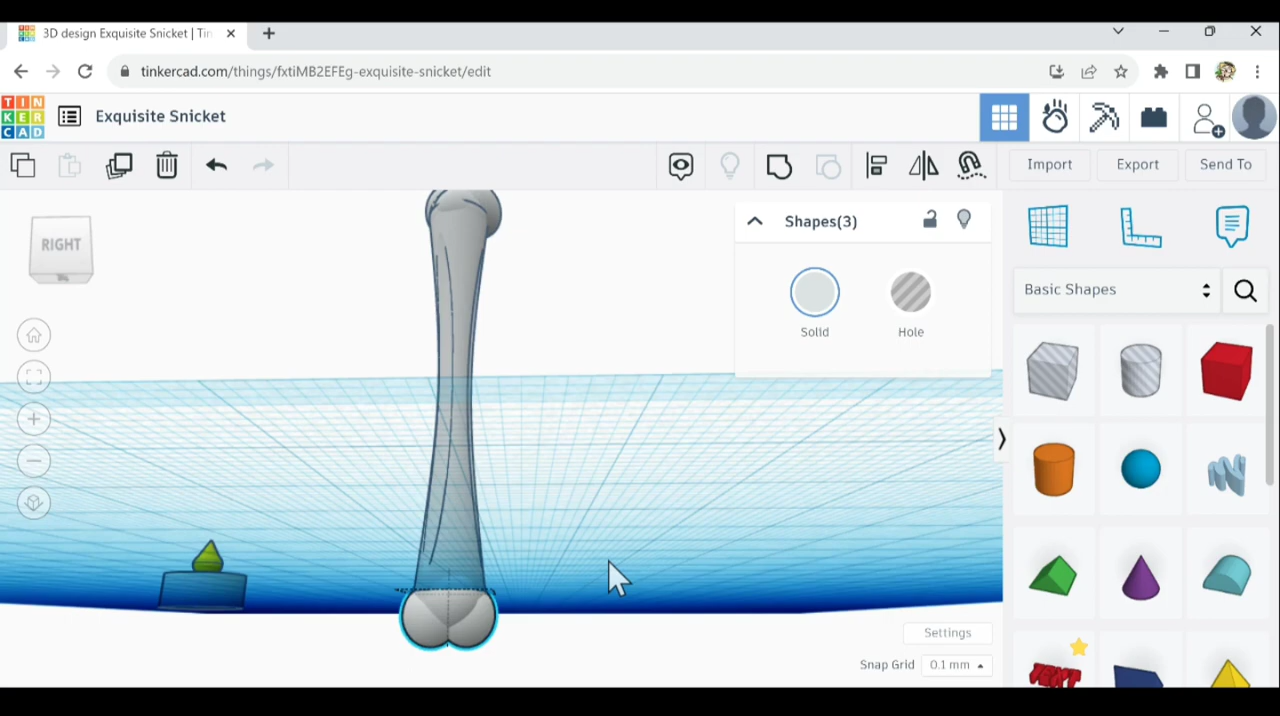 3D design Exquisite Snicket | Tin
tinkercad.com/things/fxtiMB2EFEg-exquisite-snicket/edit
TIN
KER
CAD
Exquisite Snicket
Import
Export
Send To
RIGHT
Shapes(3)
Solid
Hole
Basic Shapes
Settings
Snap Grid
0.1 mm
TEXT